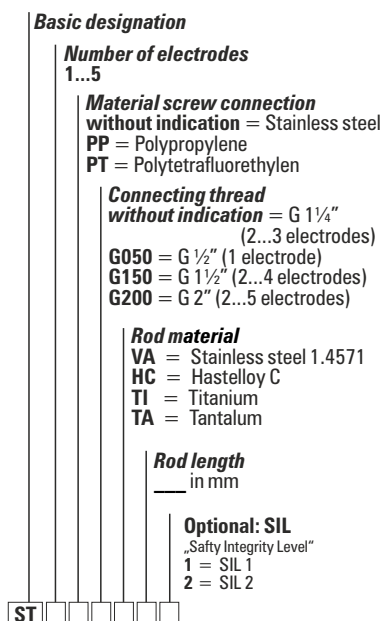 Basic designation
Number of electrodes
1...5
Material screw connection
without indication = Stainless steel
PP = Polypropylene
PT = Polytetrafluorethylen
Connecting thread
without indication = G 1¼"
(2...3 electrodes)
G050 = G ½" (1 electrode)
G150 = G 1½" (2...4 electrodes)
G200 = G 2" (2...5 electrodes)
Rod material
VA = Stainless steel 1.4571
HC = Hastelloy C
TI = Titanium
TA = Tantalum
Rod length
___ in mm
Optional: SIL
„Safty Integrity Level"
1 = SIL 1
2 = SIL 2
ST